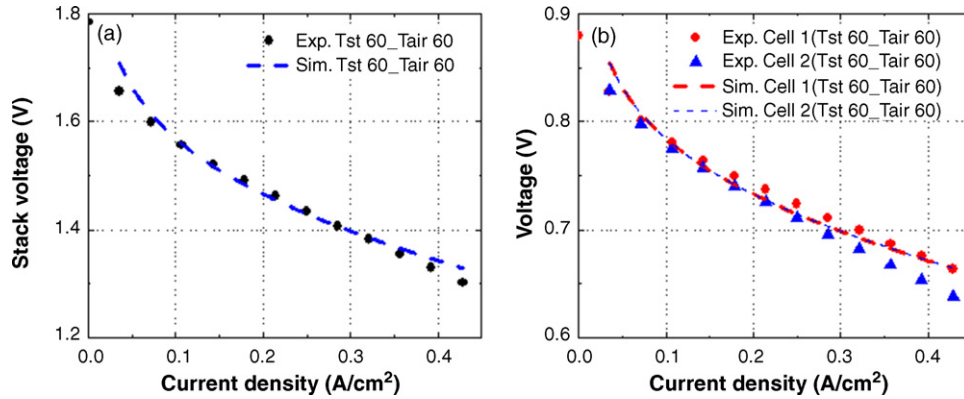 (a)
Exp. Tst 60_Tair 60
Sim. Tst 60_Tair 60
Stack voltage (V)
1.8
1.6
1.4
1.2
0.0 0.1 0.2 0.3 0.4
Current density (A/cm²)
(b)
Exp. Cell 1(Tst 60_Tair 60)
Exp. Cell 2(Tst 60_Tair 60)
Sim. Cell 1(Tst 60_Tair 60)
Sim. Cell 2(Tst 60_Tair 60)
Voltage (V)
0.9
0.8
0.7
0.6
0.0 0.1 0.2 0.3 0.4
Current density (A/cm²)